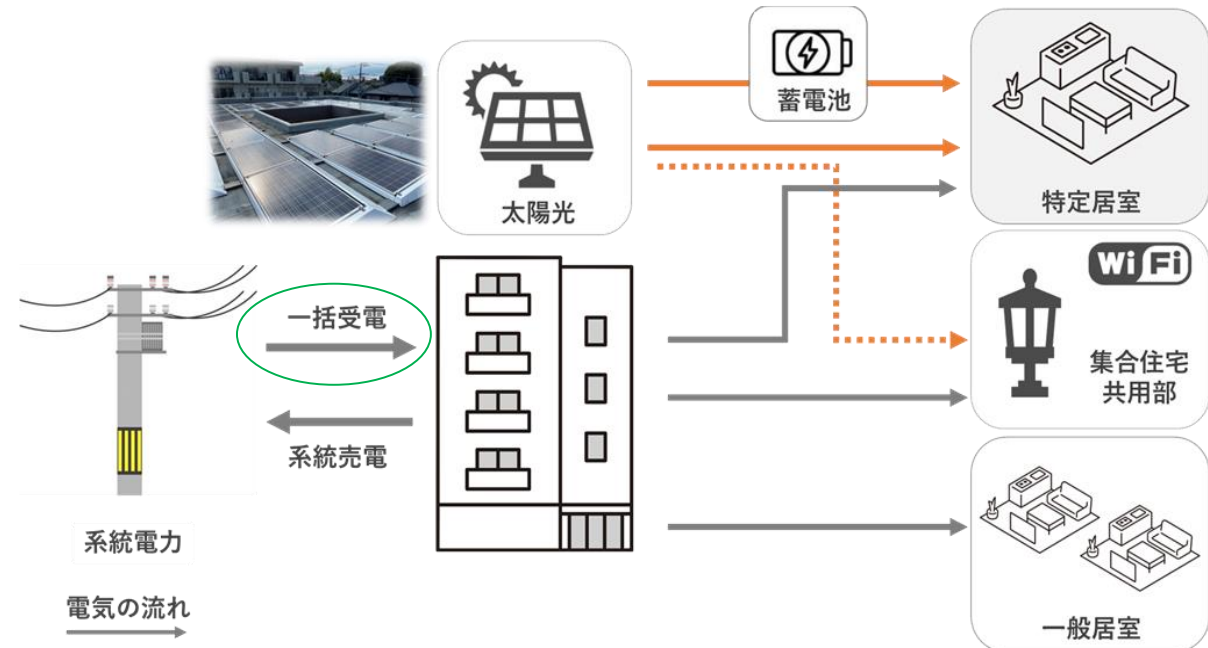 太陽光
蓄電池
特定居室
一括受電
系統売電
系統電力
電気の流れ
Wi Fi
集合住宅
共用部
一般居室